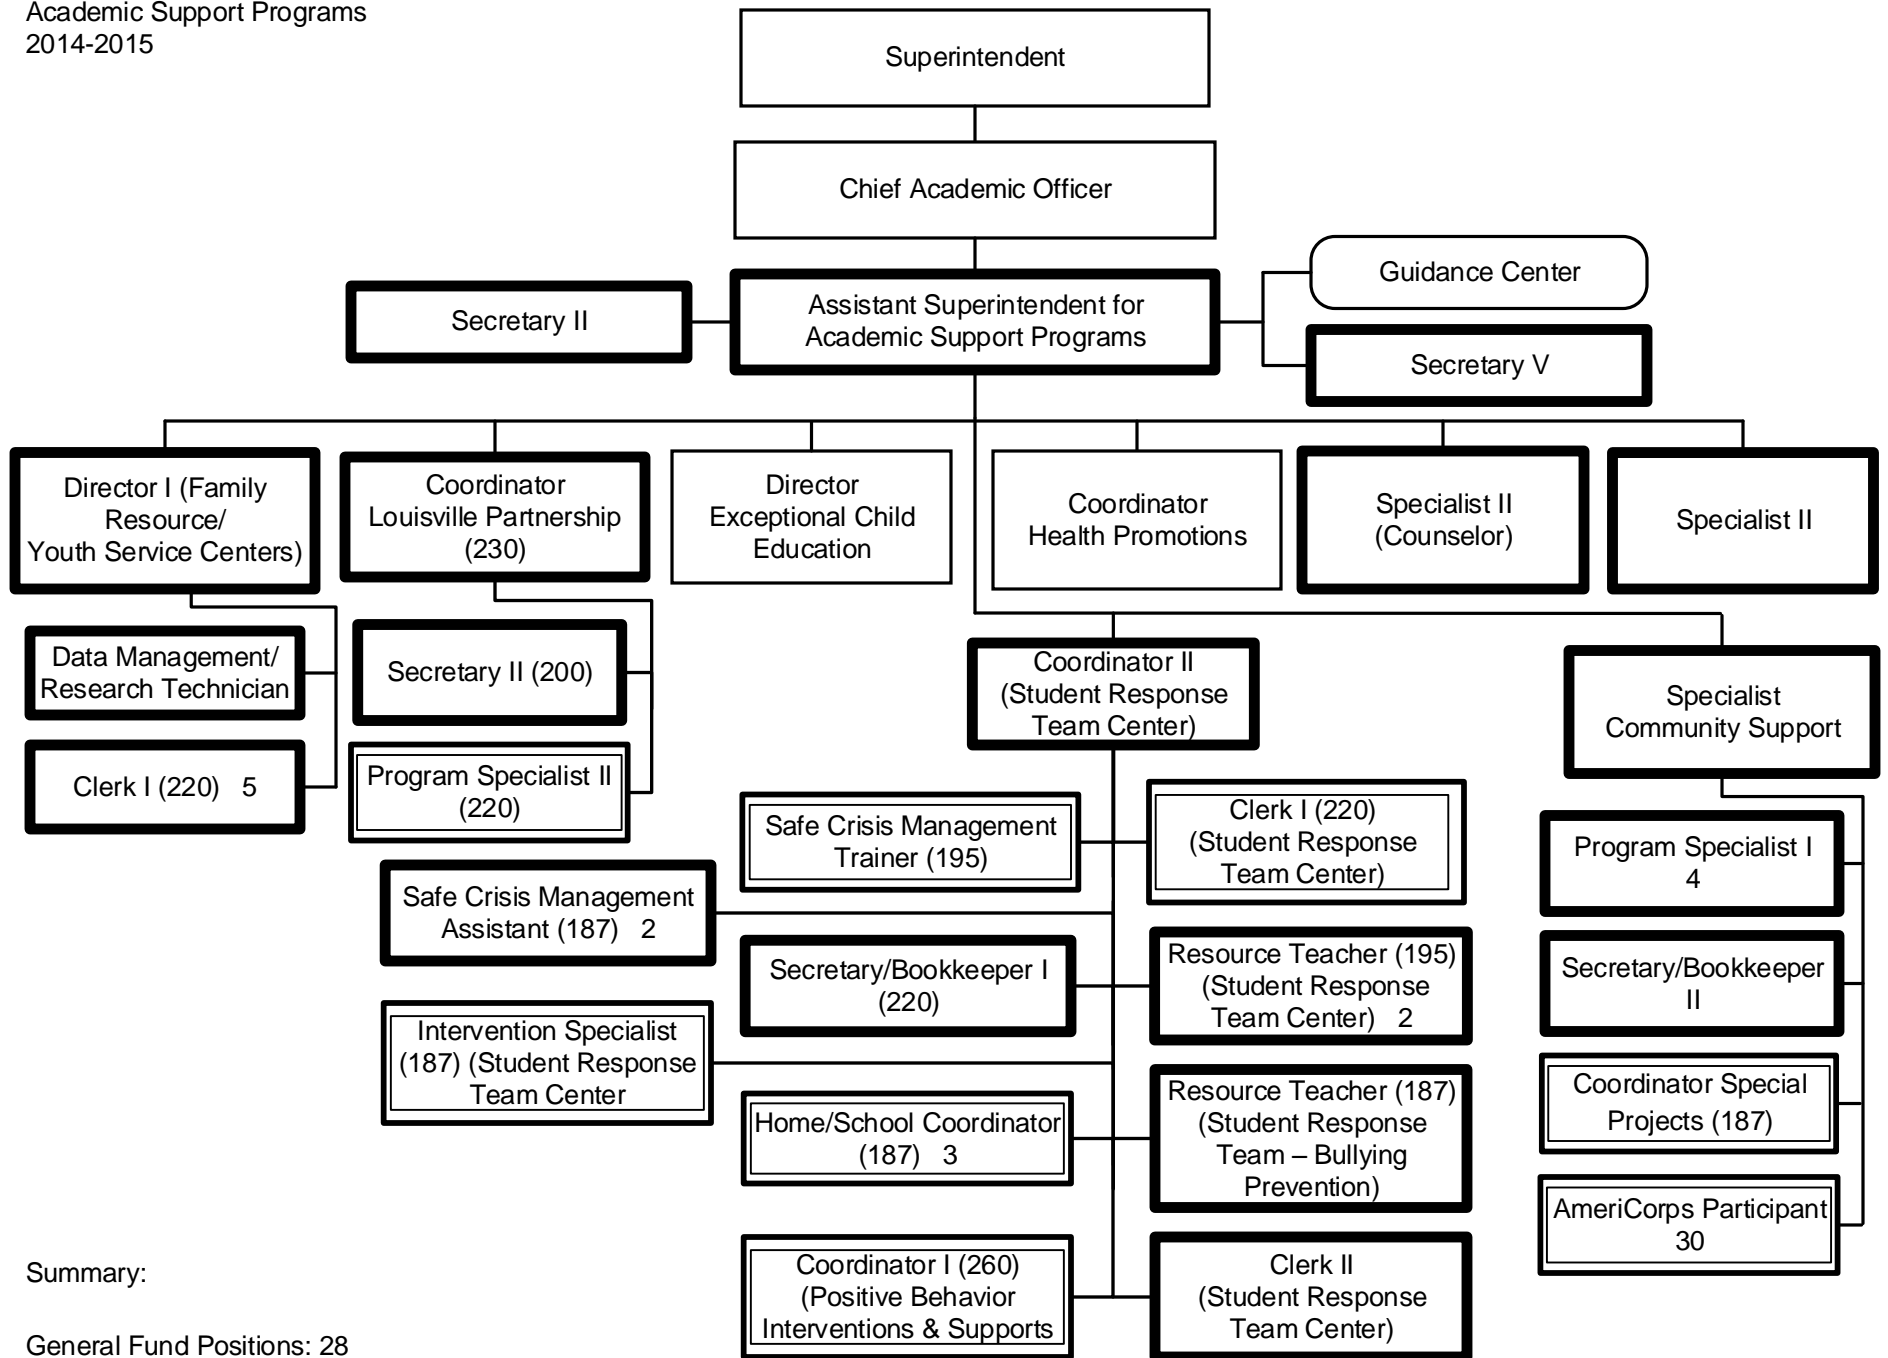 Academic Support Programs
2014-2015
Superintendent
Chief Academic Officer
Secretary II
Assistant Superintendent for
Academic Support Programs
Guidance Center
Secretary V
Director I (Family
Resource/
Youth Service Centers)
Coordinator
Louisville Partnership
(230)
Director
Exceptional Child
Education
Coordinator
Health Promotions
Specialist II
(Counselor)
Specialist II
Data Management/
Research Technician
Clerk I (220)   5
Secretary II (200)
Program Specialist II
(220)
Coordinator II
(Student Response
Team Center)
Specialist
Community Support
Safe Crisis Management
Trainer (195)
Clerk I (220)
(Student Response
Team Center)
Safe Crisis Management
Assistant (187)   2
Secretary/Bookkeeper I
(220)
Resource Teacher (195)
(Student Response
Team Center)   2
Intervention Specialist
(187) (Student Response
Team Center
Home/School Coordinator
(187)   3
Resource Teacher (187)
(Student Response
Team – Bullying
Prevention)
Coordinator I (260)
(Positive Behavior
Interventions & Supports
Clerk II
(Student Response
Team Center)
Program Specialist I
4
Secretary/Bookkeeper
II
Coordinator Special
Projects (187)
AmeriCorps Participant
30
Summary:
General Fund Positions: 28